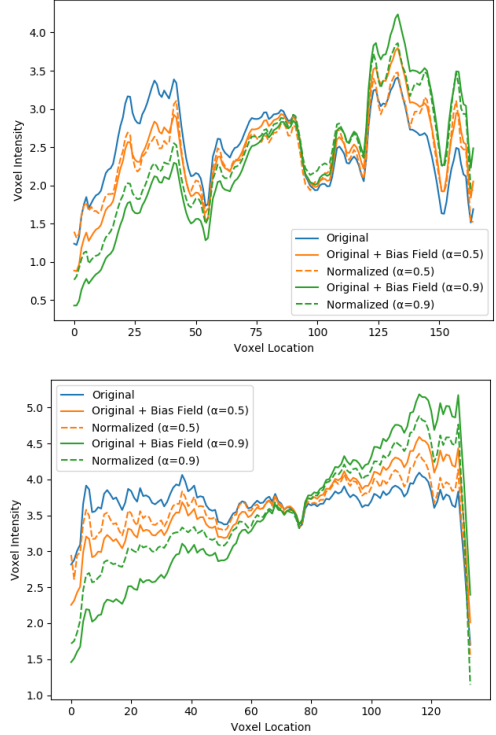 4.0
3.5
3.0
2.5
2.0
1.5
1.0
0.5
Voxel Intensity
Original
Original + Bias Field (α=0.5)
Normalized (α=0.5)
Original + Bias Field (α=0.9)
Normalized (α=0.9)
0 25 50 75 100 125 150
Voxel Location
Original
Original + Bias Field (α=0.5)
Normalized (α=0.5)
Original + Bias Field (α=0.9)
Normalized (α=0.9)
5.0
4.5
4.0
3.5
3.0
2.5
2.0
1.5
1.0
Voxel Intensity
0 20 40 60 80 100 120
Voxel Location